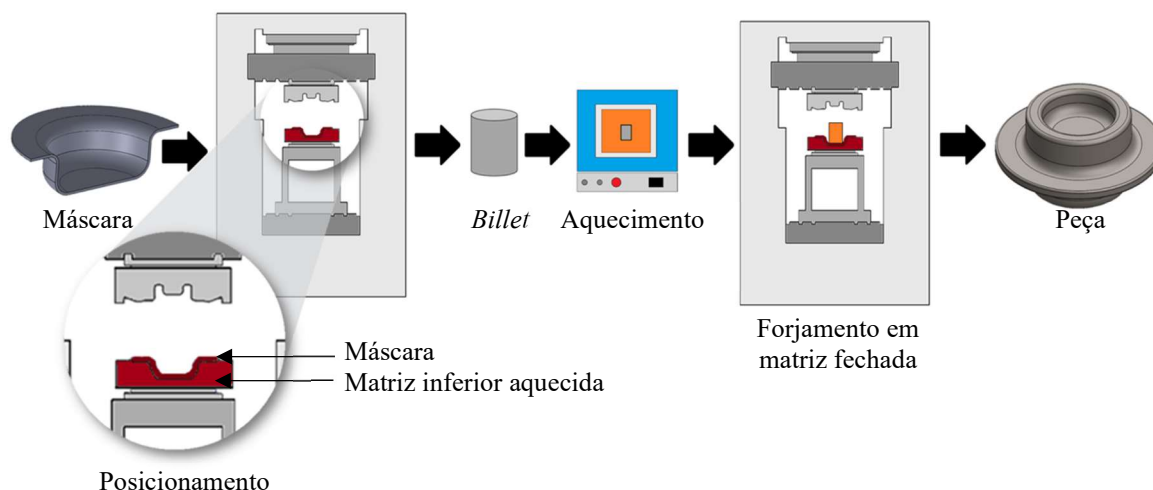 Máscara
Billet
Aquecimento
Peça
Forjamento em
matriz fechada
Máscara
Matriz inferior aquecida
Posicionamento